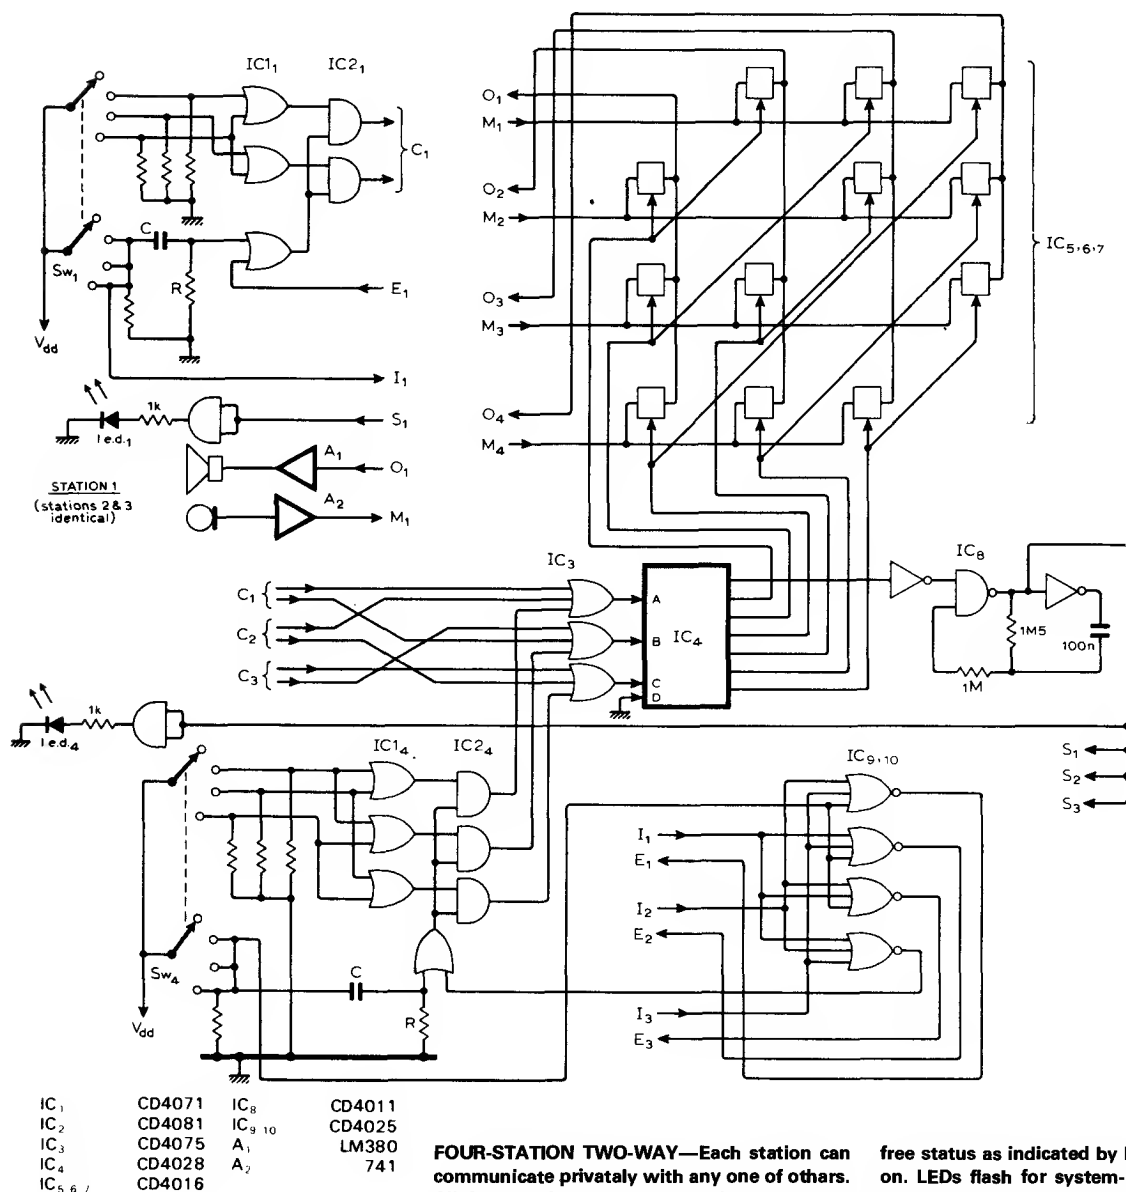 IC1₁ IC2₁
C₁
C
Sw₁
R
E₁
V_dd
I₁
1k
S₁
l e.d.₁
STATION 1
(stations 2 & 3
identical)
A₁
O₁
A₂
M₁
O₁
M₁
O₂
M₂
O₃
M₃
O₄
M₄
IC₅,₆,₇
IC₃
C₁
C₂
C₃
A
B
C
D
IC₄
IC₈
1M5
100n
1M
1k
l e.d.₄
IC1₄ IC2₄
Sw₄
C
R
V_dd
IC₉,₁₀
I₁
E₁
I₂
E₂
I₃
E₃
S₁
S₂
S₃
IC₁ CD4071 IC₈ CD4011
IC₂ CD4081 IC₉ ₁₀ CD4025
IC₃ CD4075 A₁ LM380
IC₄ CD4028 A₂ 741
IC₅ ₆ ₇ CD4016
FOUR-STATION TWO-WAY—Each station can
communicate privataly with any one of others.
free status as indicated by
on. LEDs flash for system-